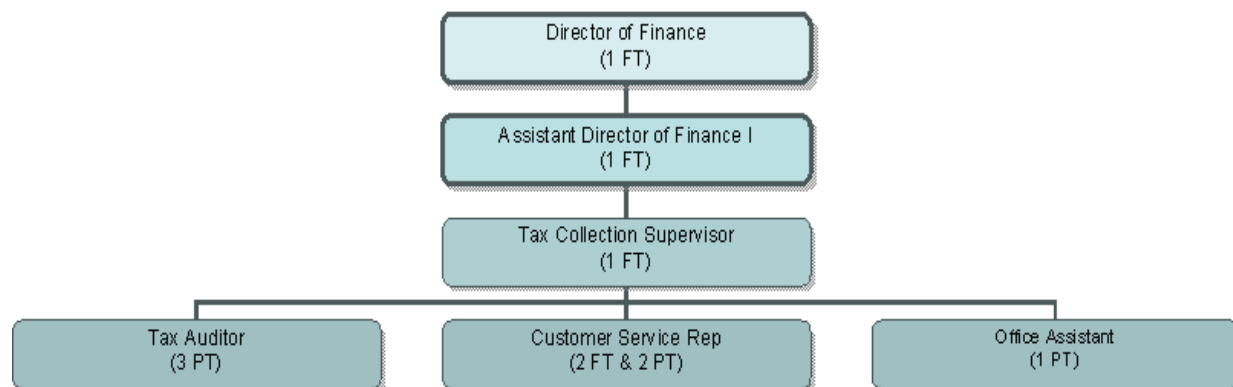 Director of Finance
(1 FT)
Assistant Director of Finance I
(1 FT)
Tax Collection Supervisor
(1 FT)
Tax Auditor
(3 PT)
Customer Service Rep
(2 FT & 2 PT)
Office Assistant
(1 PT)